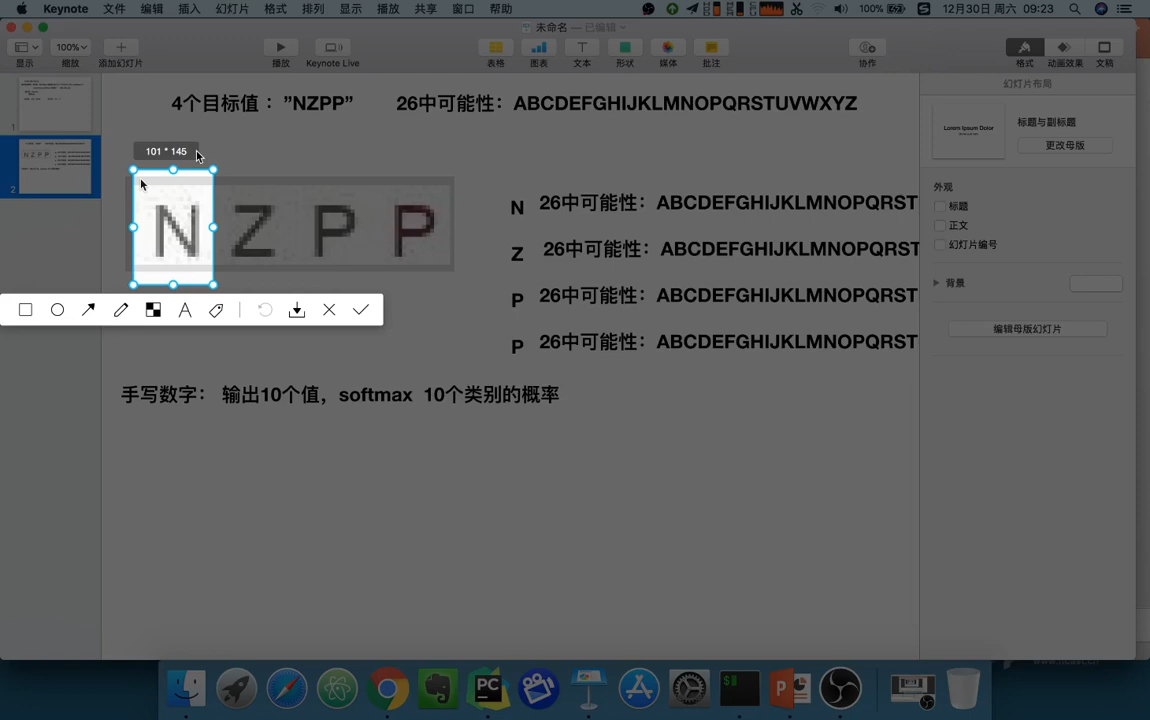 Keynote 文件 编辑 插入 幻灯片 格式 排列 显示 播放 共享 窗口 帮助 100% 12月30日 周六 09:23
未命名 — 已编辑
100%
显示 缩放 添加幻灯片 播放 Keynote Live 表格 图表 文本 形状 媒体 批注 协作 格式 动画效果 文稿
幻灯片布局
1
2
4个目标值： ”NZPP” 26中可能性：ABCDEFGHIJKLMNOPQRSTUVWXYZ
101 * 145
N Z P P
N 26中可能性：ABCDEFGHIJKLMNOPQRST
Z 26中可能性：ABCDEFGHIJKLMNOPQRST
P 26中可能性：ABCDEFGHIJKLMNOPQRST
P 26中可能性：ABCDEFGHIJKLMNOPQRST
A
手写数字： 输出10个值，softmax 10个类别的概率
Lorem Ipsum Dolor
标题与副标题
更改母版
外观
标题
正文
幻灯片编号
背景
编辑母版幻灯片
PC
$
P